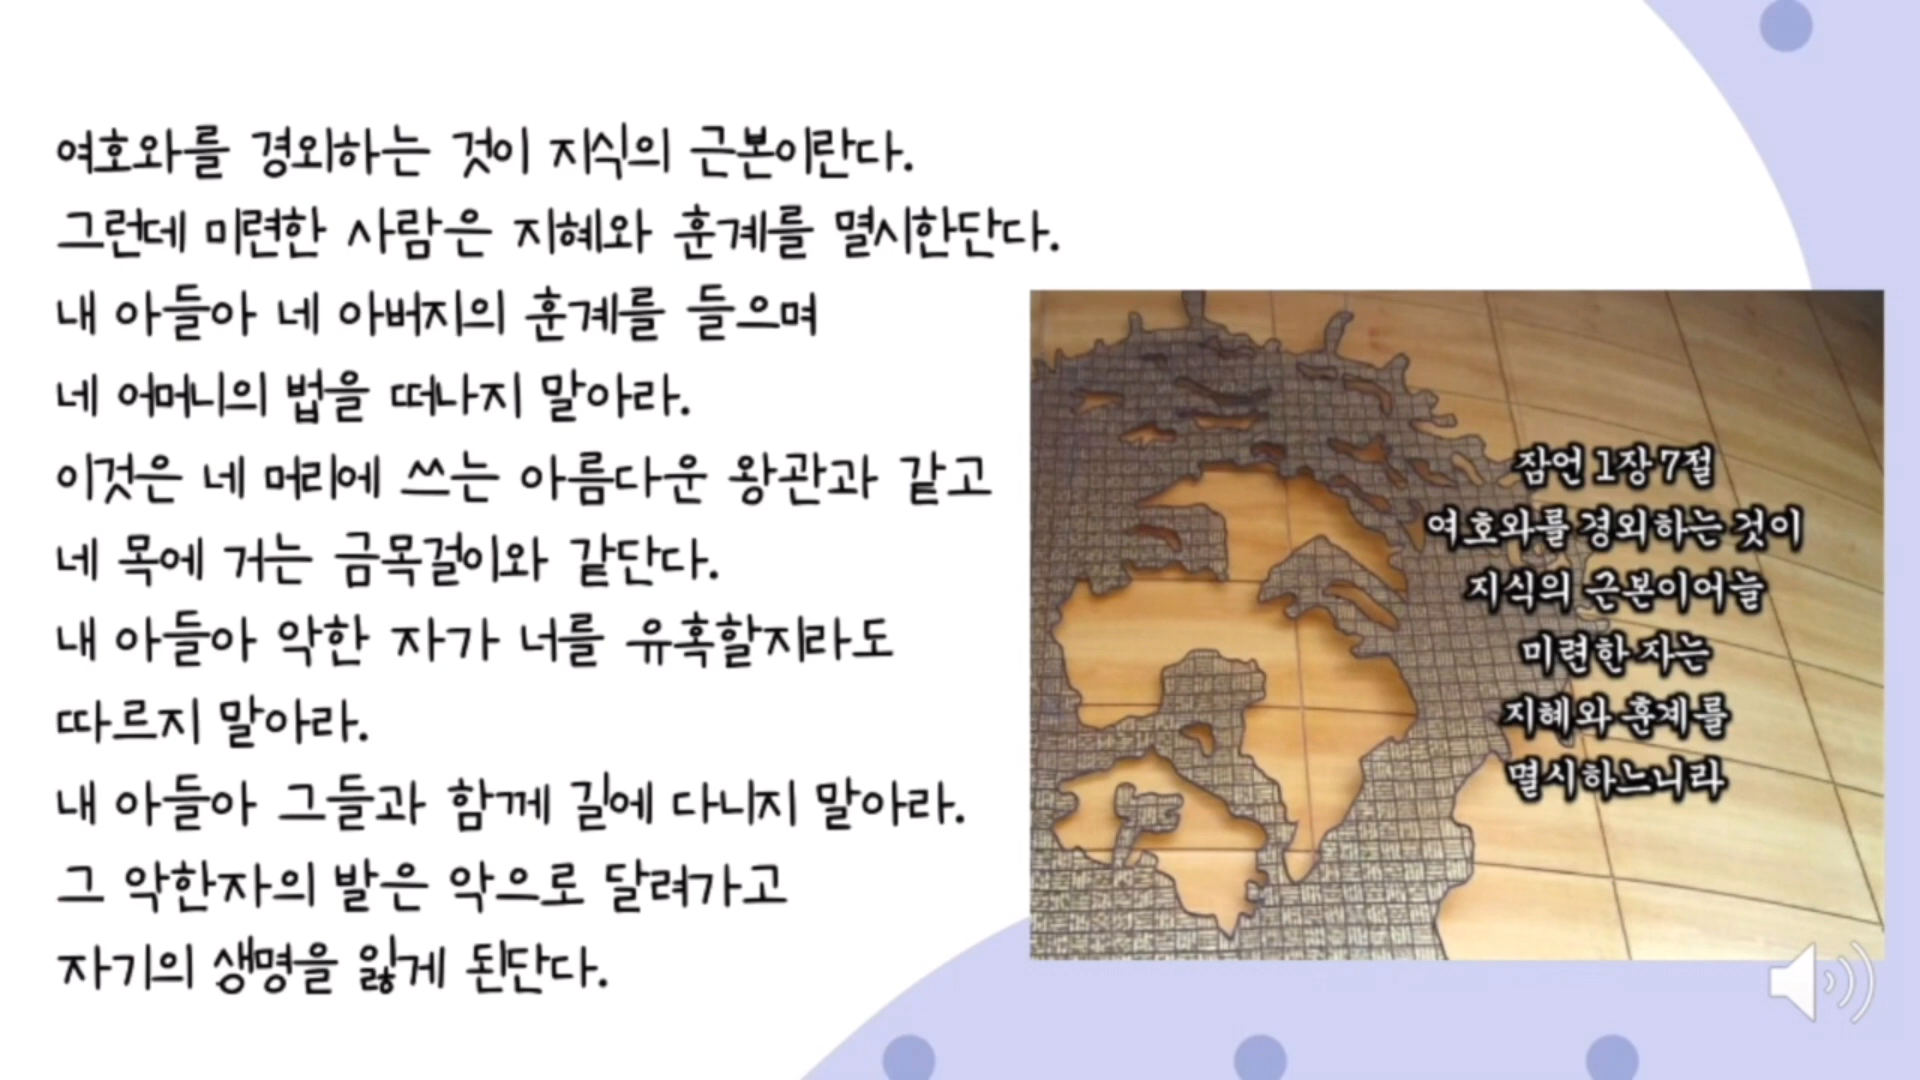 여호와를 경외하는 것이 지식의 근본이란다.
그런데 미련한 사람은 지혜와 훈계를 멸시한단다.
내 아들아 네 아버지의 훈계를 들으며
네 어머니의 법을 떠나지 말아라.
이것은 네 머리에 쓰는 아름다운 왕관과 같고
네 목에 거는 금목걸이와 같단다.
내 아들아 악한 자가 너를 유혹할지라도
따르지 말아라.
내 아들아 그들과 함께 길에 다니지 말아라.
그 악한자의 발은 악으로 달려가고
자기의 생명을 잃게 된단다.
잠언 1장 7절
여호와를 경외하는 것이
지식의 근본이어늘
미련한 자는
지혜와 훈계를
멸시하느니라